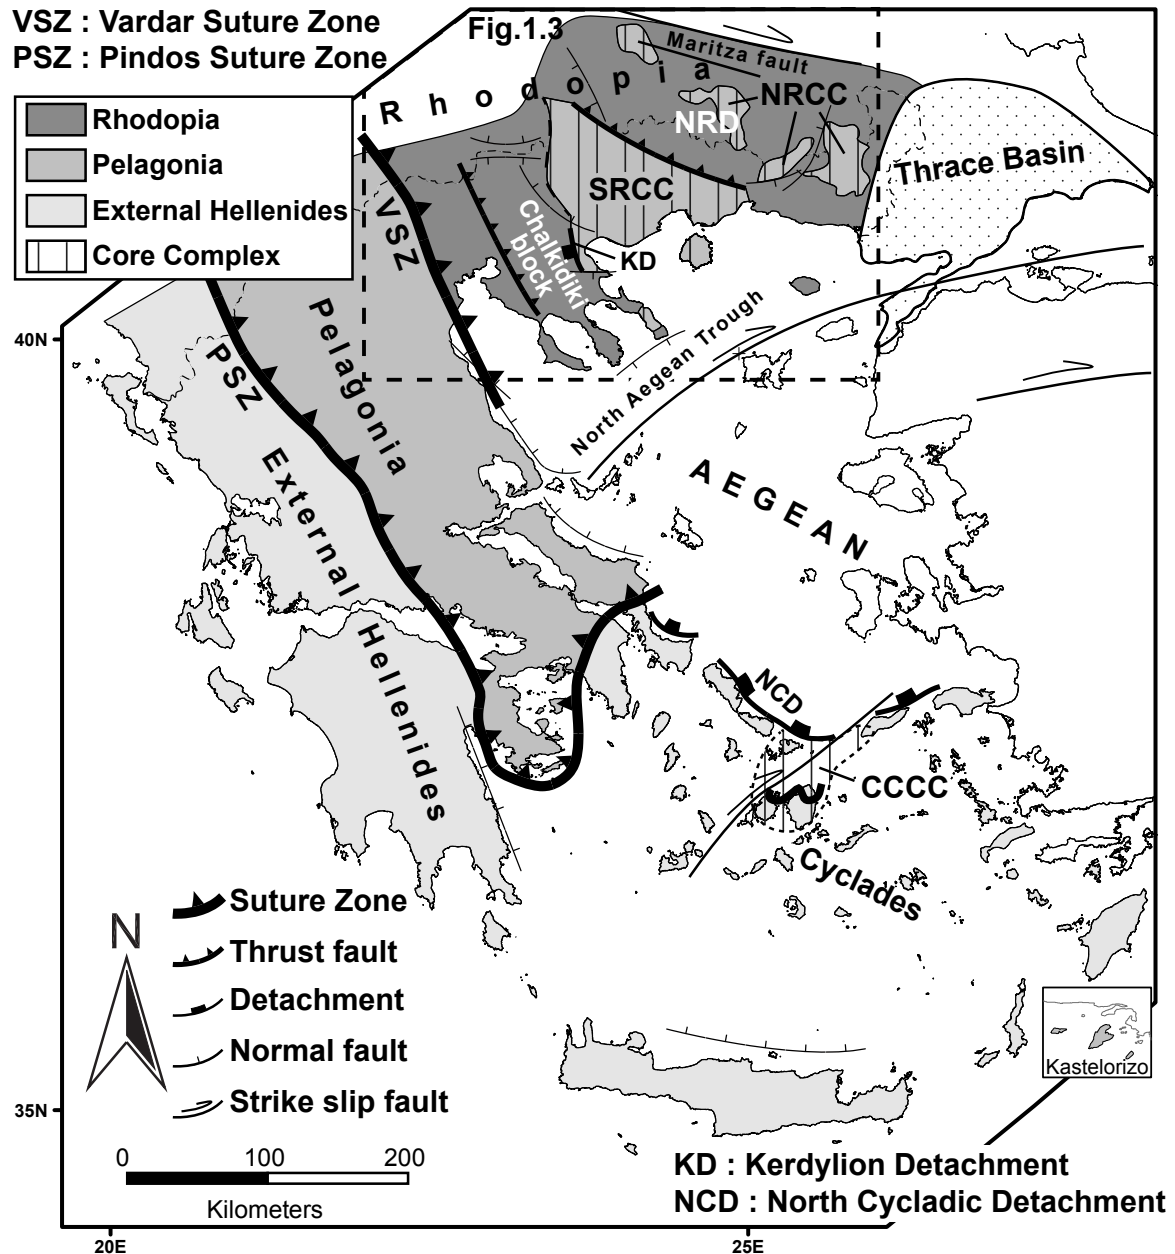 VSZ : Vardar Suture Zone
PSZ : Pindos Suture Zone
Fig.1.3
Maritza fault
Rhodopia
Rhodopia
Pelagonia
External Hellenides
Core Complex
NRCC
NRD
Thrace Basin
SRCC
VSZ
Chalkidiki
block
KD
40N
PSZ
Pelagonia
North Aegean Trough
AEGEAN
External Hellenides
NCD
CCCC
Cyclades
Suture Zone
N
Thrust fault
Detachment
Normal fault
Strike slip fault
Kastelorizo
35N
0 100 200
Kilometers
KD : Kerdylion Detachment
NCD : North Cycladic Detachment
20E 25E